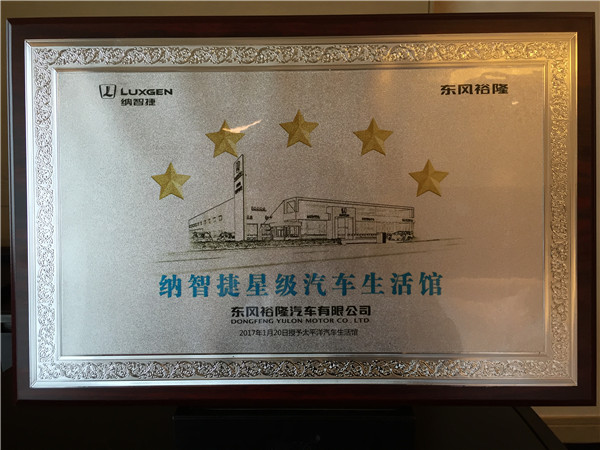 LUXGEN
纳智捷
东风裕隆
纳智捷星级汽车生活馆
东风裕隆汽车有限公司
DONGFENG YULON MOTOR CO. LTD.
2017年1月20日授予太平洋汽车生活馆